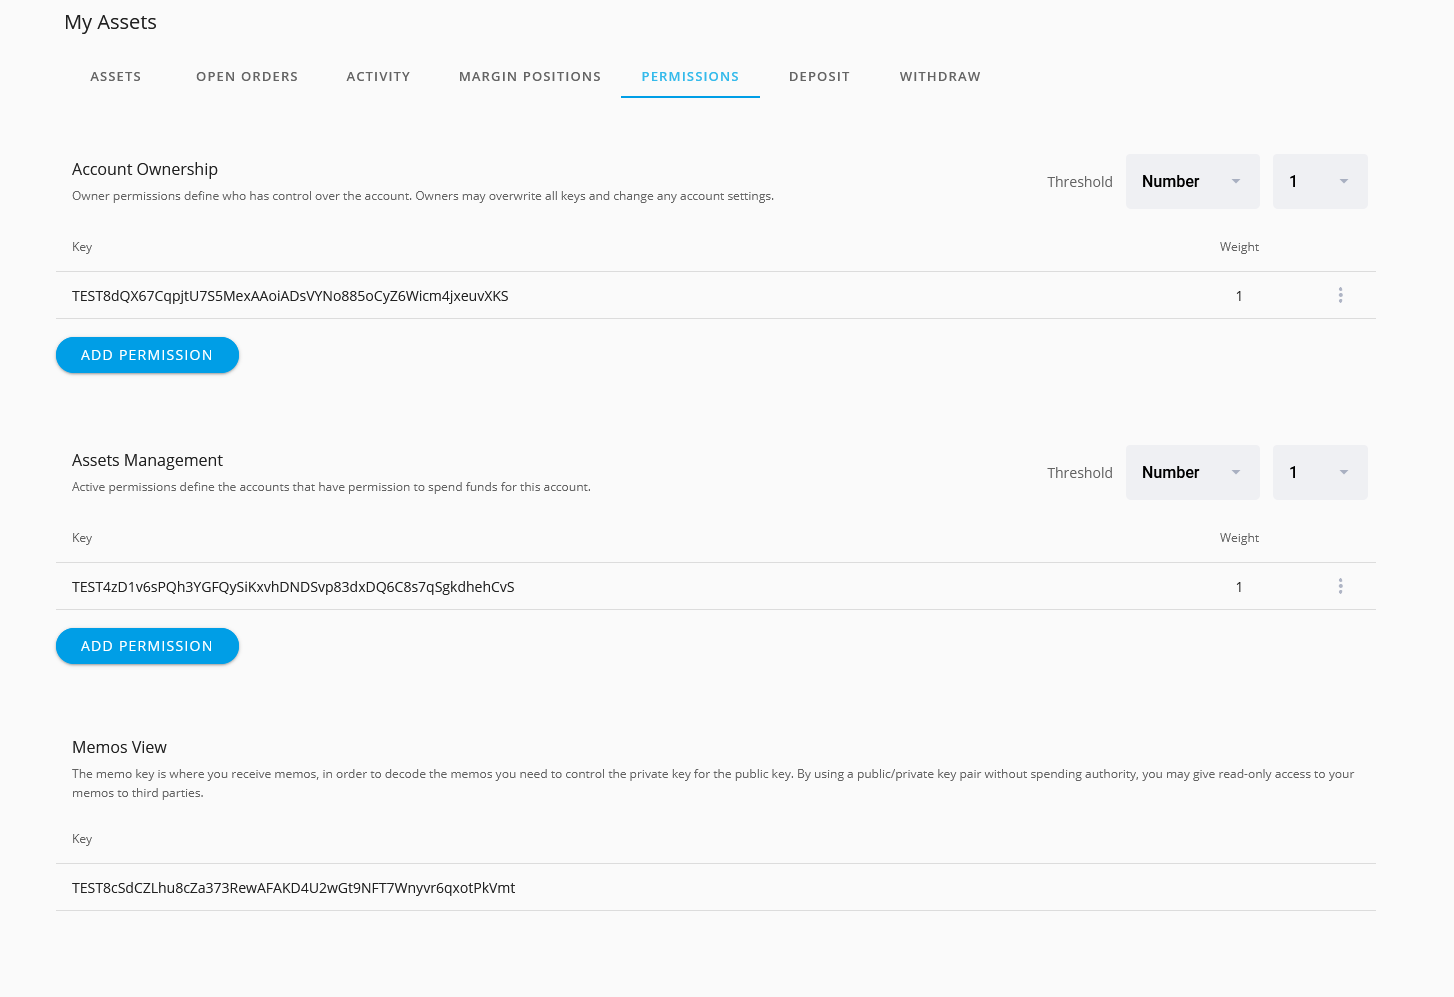 My Assets
ASSETS OPEN ORDERS ACTIVITY MARGIN POSITIONS PERMISSIONS DEPOSIT WITHDRAW
Account Ownership
Owner permissions define who has control over the account. Owners may overwrite all keys and change any account settings.
Threshold Number 1
Key Weight
TEST8dQX67CqpjtU7S5MexAAoiADsVYNo885oCyZ6Wicm4jxeuvXKS 1
ADD PERMISSION
Assets Management
Active permissions define the accounts that have permission to spend funds for this account.
Threshold Number 1
Key Weight
TEST4zD1v6sPQh3YGFQySiKxvhDNDSvp83dxDQ6C8s7qSgkdhehCvS 1
ADD PERMISSION
Memos View
The memo key is where you receive memos, in order to decode the memos you need to control the private key for the public key. By using a public/private key pair without spending authority, you may give read-only access to your
memos to third parties.
Key
TEST8cSdCZLhu8cZa373RewAFAKD4U2wGt9NFT7Wnyvr6qxotPkVmt